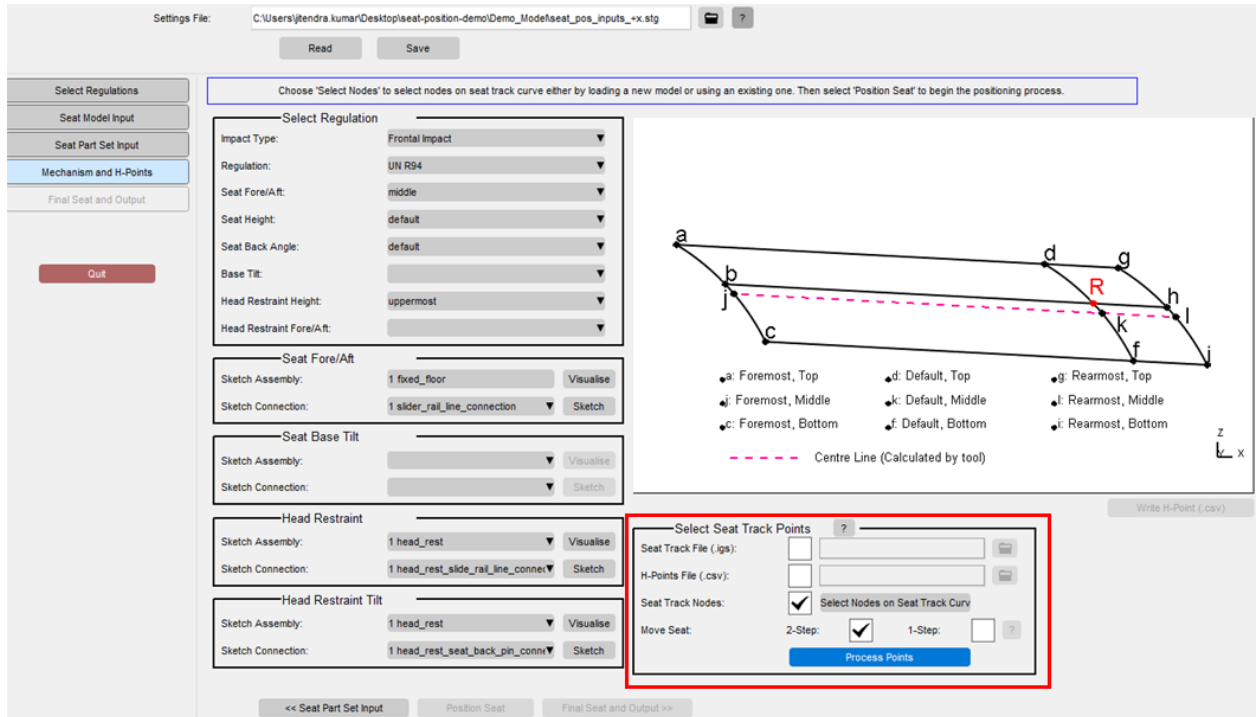 Settings File: C:\Users\jitendra.kumar\Desktop\seat-position-demo\Demo_Model\seat_pos_inputs_+x.stg ?
Read Save
Select Regulations
Seat Model Input
Seat Part Set Input
Mechanism and H-Points
Final Seat and Output
Quit
Choose 'Select Nodes' to select nodes on seat track curve either by loading a new model or using an existing one. Then select 'Position Seat' to begin the positioning process.
Select Regulation
Impact Type: Frontal Impact
Regulation: UN R94
Seat Fore/Aft: middle
Seat Height: default
Seat Back Angle: default
Base Tilt:
Head Restraint Height: uppermost
Head Restraint Fore/Aft:
Seat Fore/Aft
Sketch Assembly: 1 fixed_floor Visualise
Sketch Connection: 1 slider_rail_line_connection Sketch
Seat Base Tilt
Sketch Assembly: Visualise
Sketch Connection: Sketch
Head Restraint
Sketch Assembly: 1 head_rest Visualise
Sketch Connection: 1 head_rest_slide_rail_line_connec Sketch
Head Restraint Tilt
Sketch Assembly: 1 head_rest Visualise
Sketch Connection: 1 head_rest_seat_back_pin_conne Sketch
a
d
g
b
R
h
j
k
l
c
f
i
a: Foremost, Top d: Default, Top g: Rearmost, Top
j: Foremost, Middle k: Default, Middle l: Rearmost, Middle
c: Foremost, Bottom f: Default, Bottom i: Rearmost, Bottom
Centre Line (Calculated by tool)
Z
Y X
Write H-Point (.csv)
Select Seat Track Points ?
Seat Track File (.igs):
H-Points File (.csv):
Seat Track Nodes: Select Nodes on Seat Track Curv
Move Seat: 2-Step: 1-Step: ?
Process Points
<< Seat Part Set Input Position Seat Final Seat and Output >>